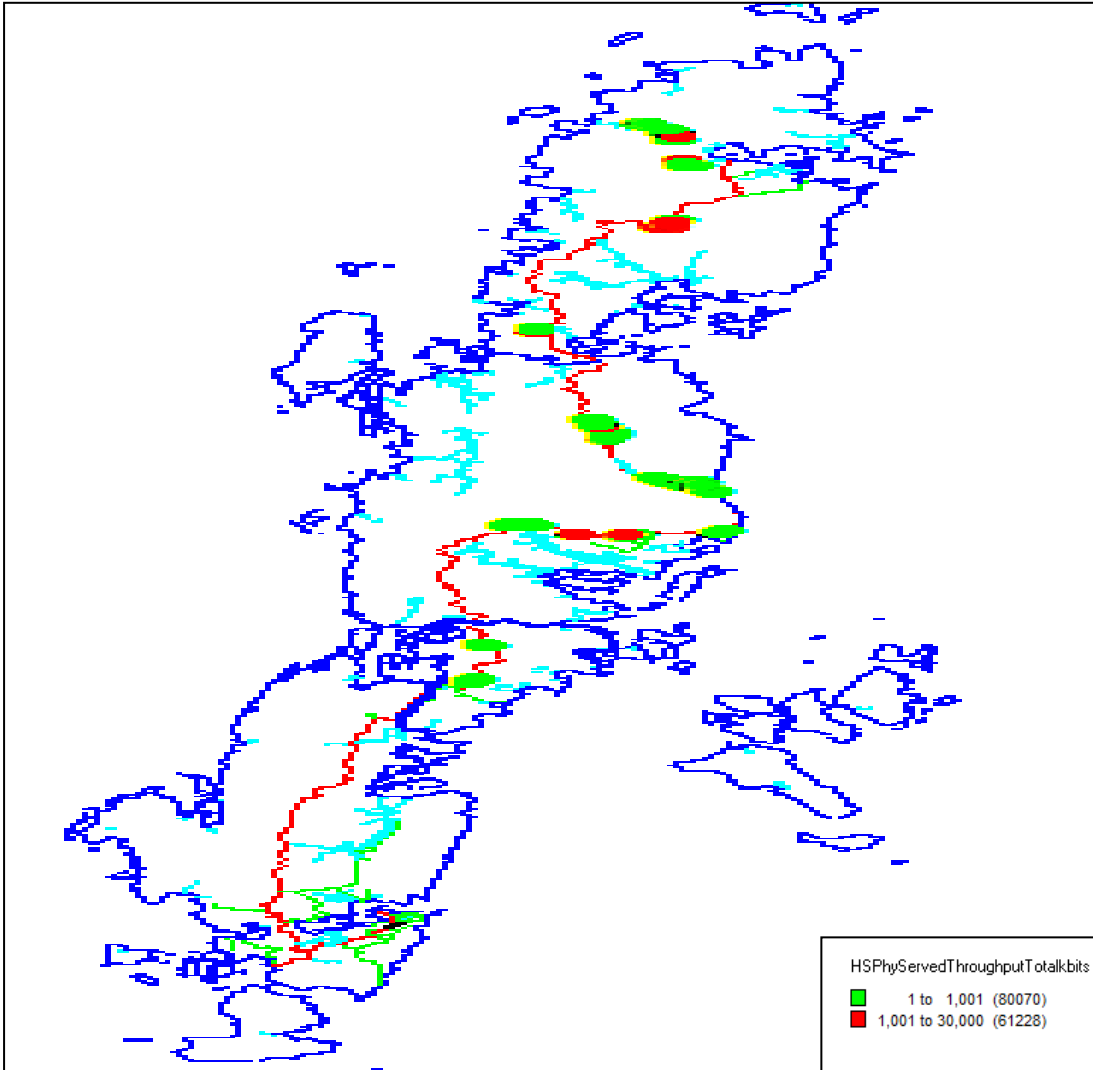 HSPhyServedThroughputTotalkbits
1 to 1,001 (80070)
1,001 to 30,000 (61228)